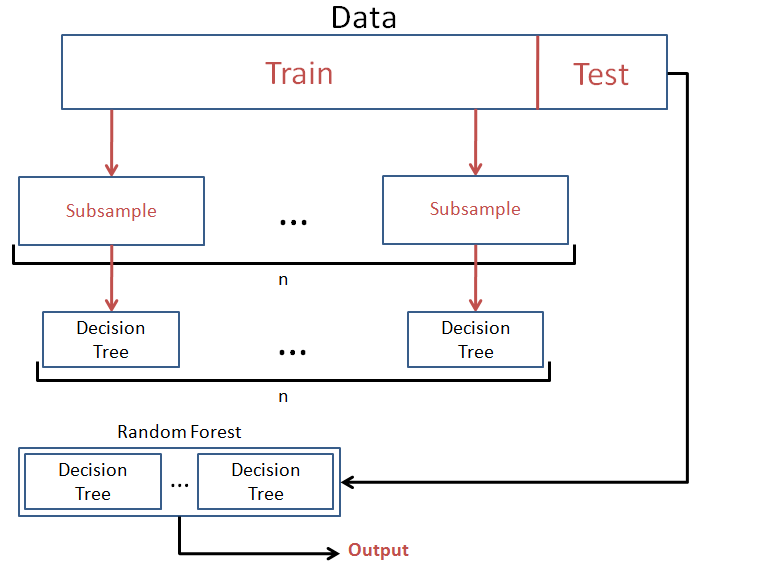 Data
Train
Test
Subsample
...
Subsample
n
Decision
Tree
...
Decision
Tree
n
Random Forest
Decision
Tree
...
Decision
Tree
Output